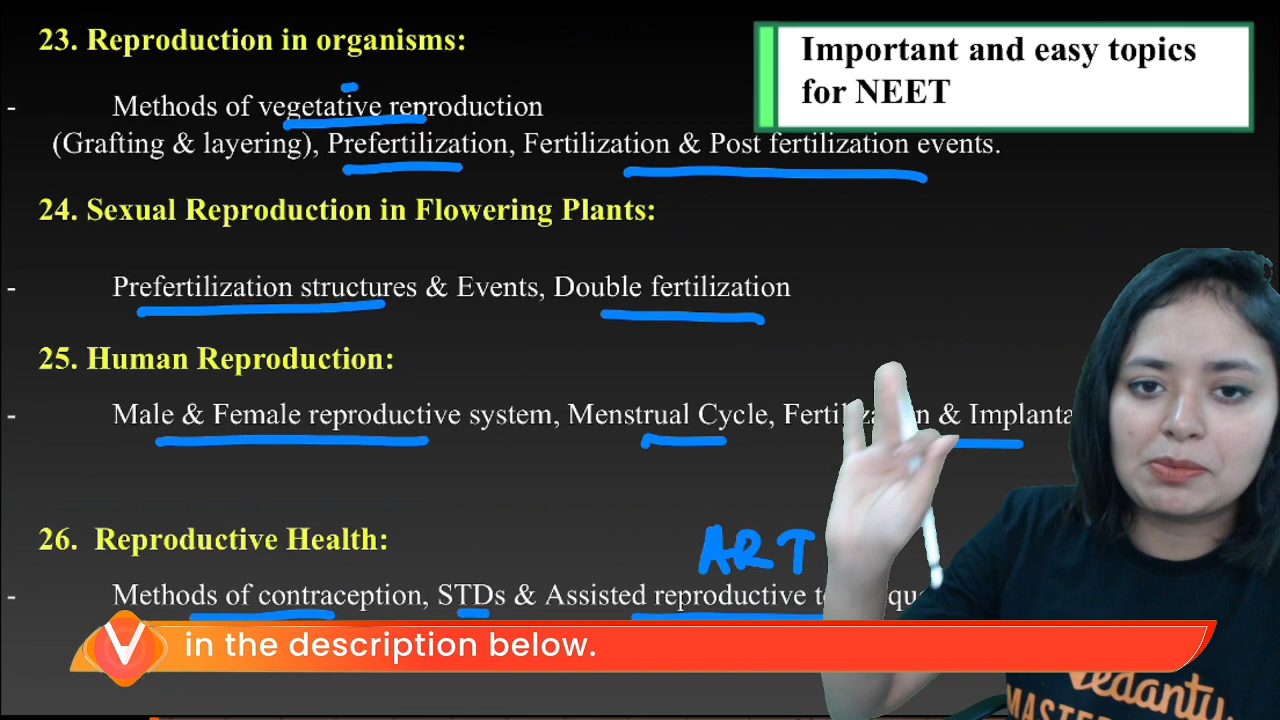 23. Reproduction in organisms:
Important and easy topics
for NEET
- Methods of vegetative reproduction
(Grafting & layering), Prefertilization, Fertilization & Post fertilization events.
24. Sexual Reproduction in Flowering Plants:
- Prefertilization structures & Events, Double fertilization
25. Human Reproduction:
- Male & Female reproductive system, Menstrual Cycle, & 
26. Reproductive Health:
ART
- Methods of contraception, STDs & Assisted reproductive
V in the description below.